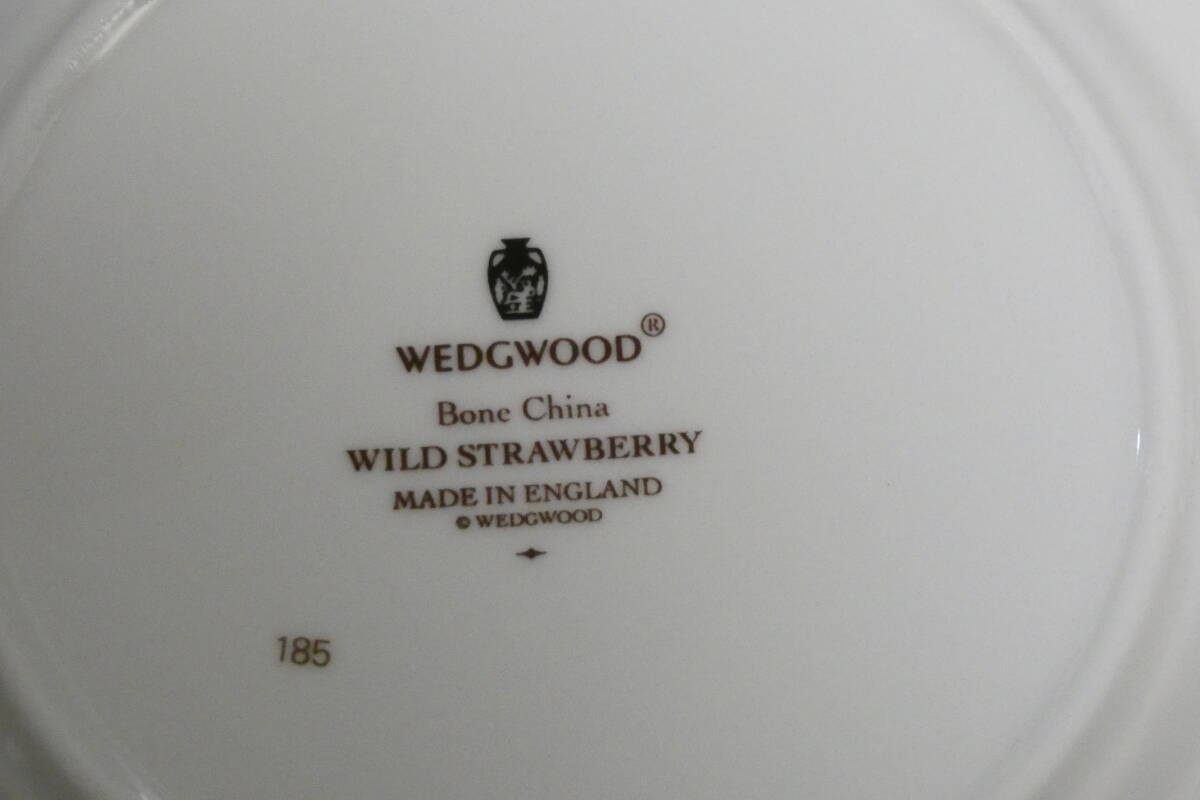 WEDGWOOD®
Bone China
WILD STRAWBERRY
MADE IN ENGLAND
© WEDGWOOD
185